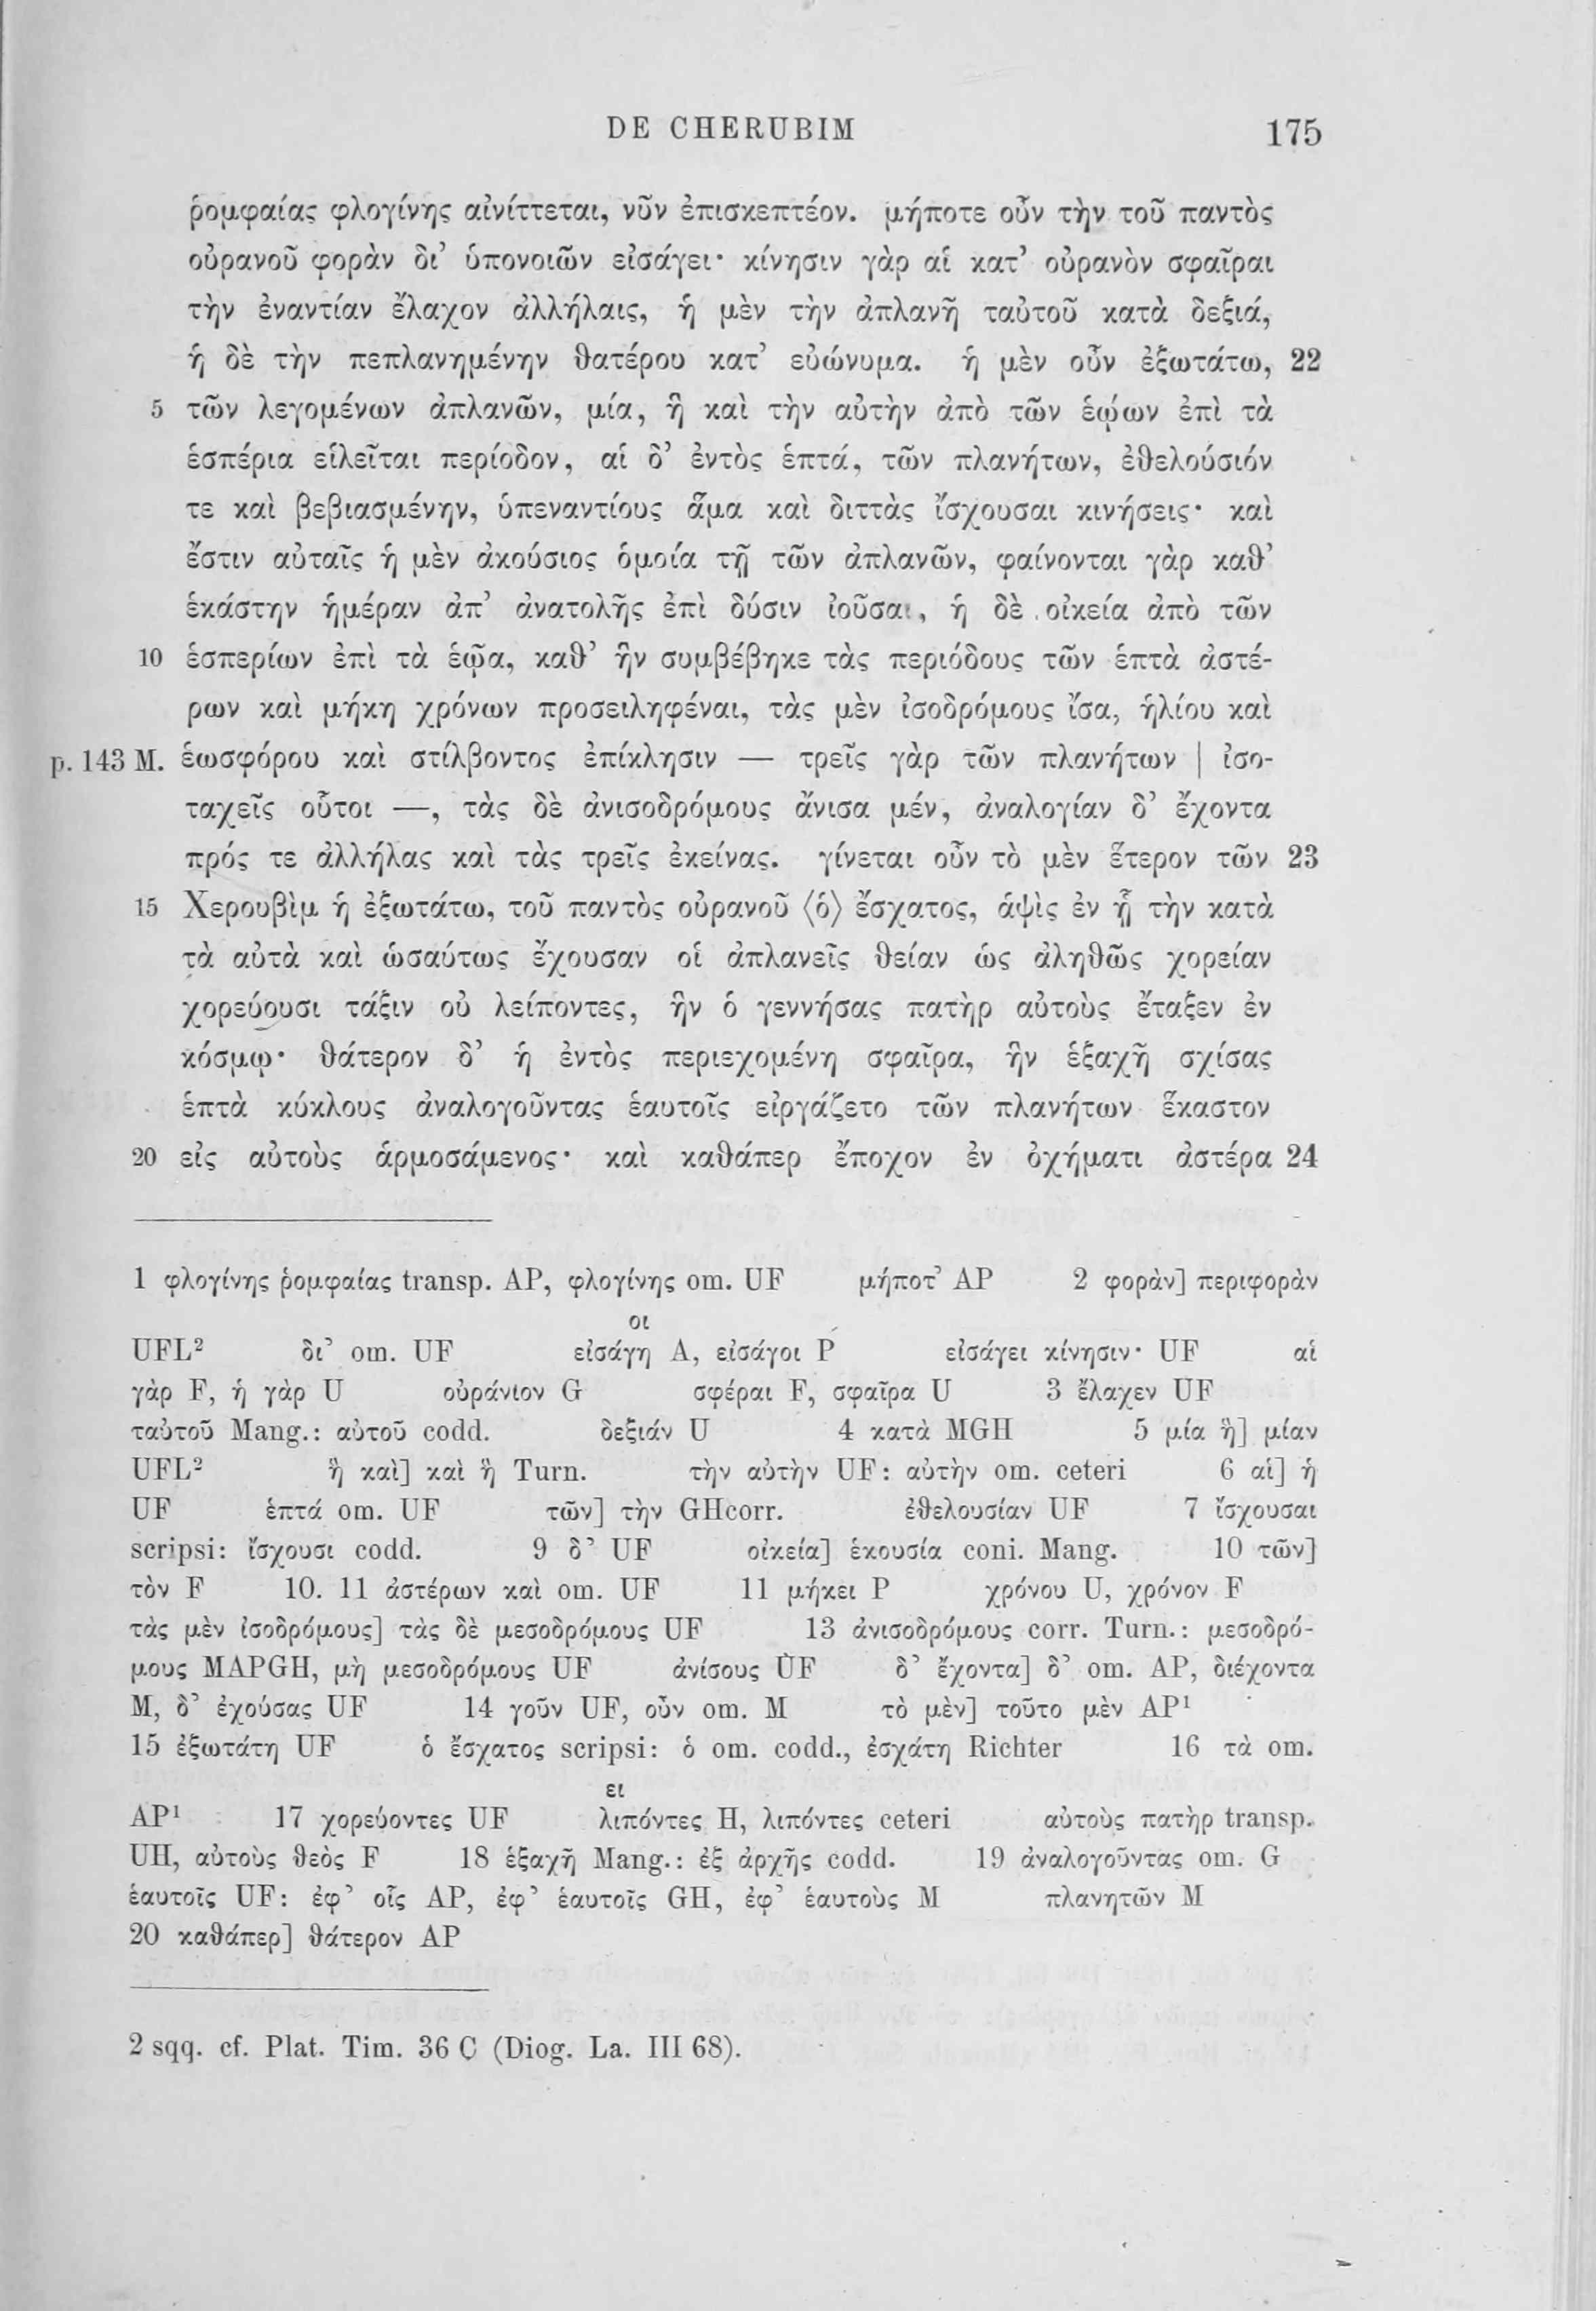 DE CHERUBIM 175
ῥομφαίας φλογίνης αἰνίττεται, νῦν ἐπισκεπτέον. μήποτε οὖν τὴν τοῦ παντὸς
οὐρανοῦ φορὰν δι’ ὑπονοιῶν εἰσάγει· κίνησιν γὰρ αἱ κατ’ οὐρανὸν σφαῖραι
τὴν ἐναντίαν ἔλαχον ἀλλήλαις, ἡ μὲν τὴν ἀπλανῆ ταὐτοῦ κατὰ δεξιά,
ἡ δὲ τὴν πεπλανημένην θατέρου κατ’ εὐώνυμα. ἡ μὲν οὖν ἐξωτάτω, 22
5 τῶν λεγομένων ἀπλανῶν, μία, ἣ καὶ τὴν αὐτὴν ἀπὸ τῶν ἑῴων ἐπὶ τὰ
ἑσπέρια εἱλεῖται περίοδον, αἱ δ’ ἐντὸς ἑπτά, τῶν πλανήτων, ἐθελούσιόν
τε καὶ βεβιασμένην, ὑπεναντίους ἅμα καὶ διττὰς ἴσχουσαι κινήσεις· καὶ
ἔστιν αὐταῖς ἡ μὲν ἀκούσιος ὁμοία τῇ τῶν ἀπλανῶν, φαίνονται γὰρ καθ’
ἑκάστην ἡμέραν ἀπ’ ἀνατολῆς ἐπὶ δύσιν ἰοῦσαι, ἡ δὲ οἰκεία ἀπὸ τῶν
10 ἑσπερίων ἐπὶ τὰ ἑῷα, καθ’ ἣν συμβέβηκε τὰς περιόδους τῶν ἑπτὰ ἀστέ-
ρων καὶ μήκη χρόνων προσειληφέναι, τὰς μὲν ἰσοδρόμους ἴσα, ἡλίου καὶ
p. 143 M. ἑωσφόρου καὶ στίλβοντος ἐπίκλησιν — τρεῖς γὰρ τῶν πλανήτων | ἰσο-
ταχεῖς οὗτοι —, τὰς δὲ ἀνισοδρόμους ἄνισα μέν, ἀναλογίαν δ’ ἔχοντα
πρός τε ἀλλήλας καὶ τὰς τρεῖς ἐκείνας. γίνεται οὖν τὸ μὲν ἕτερον τῶν 23
15 Χερουβὶμ ἡ ἐξωτάτω, τοῦ παντὸς οὐρανοῦ ⟨ὁ⟩ ἔσχατος, ἁψὶς ἐν ᾗ τὴν κατὰ
τὰ αὐτὰ καὶ ὡσαύτως ἔχουσαν οἱ ἀπλανεῖς θείαν ὡς ἀληθῶς χορείαν
χορεύουσι τάξιν οὐ λείποντες, ἣν ὁ γεννήσας πατὴρ αὐτοὺς ἔταξεν ἐν
κόσμῳ· θάτερον δ’ ἡ ἐντὸς περιεχομένη σφαῖρα, ἣν ἑξαχῆ σχίσας
ἑπτὰ κύκλους ἀναλογοῦντας ἑαυτοῖς εἰργάζετο τῶν πλανήτων ἕκαστον
20 εἰς αὐτοὺς ἁρμοσάμενος· καὶ καθάπερ ἔποχον ἐν ὀχήματι ἀστέρα 24
1 φλογίνης ῥομφαίας transp. AP, φλογίνης om. UF μήποτ’ AP 2 φορὰν] περιφορὰν
οι
UFL² δι’ om. UF εἰσάγη A, εἰσάγοι P εἰσάγει κίνησιν· UF αἱ
γὰρ F, ἡ γὰρ U οὐράνιον G σφέραι F, σφαῖρα U 3 ἔλαχεν UF
ταὐτοῦ Mang.: αὐτοῦ codd. δεξιάν U 4 κατὰ MGH 5 μία ἣ] μίαν
UFL² ἣ καὶ] καὶ ἣ Turn. τὴν αὐτὴν UF: αὐτὴν om. ceteri 6 αἱ] ἡ
UF ἑπτά om. UF τῶν] τὴν GHcorr. ἐθελουσίαν UF 7 ἴσχουσαι
scripsi: ἴσχουσι codd. 9 δ’ UF οἰκεία] ἑκουσία coni. Mang. 10 τῶν]
τὸν F 10. 11 ἀστέρων καὶ om. UF 11 μήκει P χρόνου U, χρόνον F
τὰς μὲν ἰσοδρόμους] τὰς δὲ μεσοδρόμους UF 13 ἀνισοδρόμους corr. Turn.: μεσοδρό-
μους MAPGH, μὴ μεσοδρόμους UF ἀνίσους UF δ’ ἔχοντα] δ’ om. AP, διέχοντα
M, δ’ ἐχούσας UF 14 γοῦν UF, οὖν om. M τὸ μὲν] τοῦτο μὲν AP¹
15 ἐξωτάτη UF ὁ ἔσχατος scripsi: ὁ om. codd., ἐσχάτη Richter 16 τὰ om.
ει
AP¹ 17 χορεύοντες UF λιπόντες H, λιπόντες ceteri αὐτοὺς πατὴρ transp.
UH, αὐτοὺς θεὸς F 18 ἑξαχῆ Mang.: ἐξ ἀρχῆς codd. 19 ἀναλογοῦντας om. G
ἑαυτοῖς UF: ἐφ’ οἷς AP, ἐφ’ ἑαυτοῖς GH, ἐφ’ ἑαυτοὺς M πλανητῶν M
20 καθάπερ] θάτερον AP
2 sqq. cf. Plat. Tim. 36 C (Diog. La. III 68).